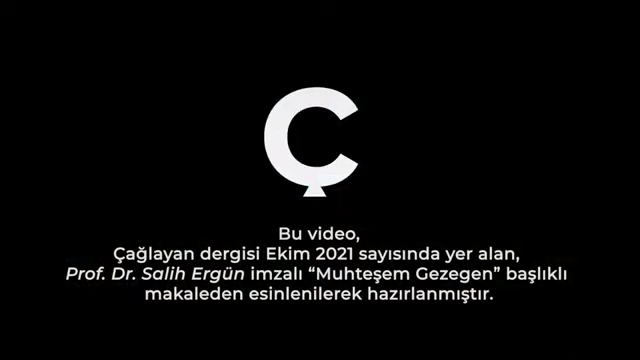 Ç
Bu video,
Çağlayan dergisi Ekim 2021 sayısında yer alan,
Prof. Dr. Salih Ergün imzalı “Muhteşem Gezegen” başlıklı
makaleden esinlenilerek hazırlanmıştır.